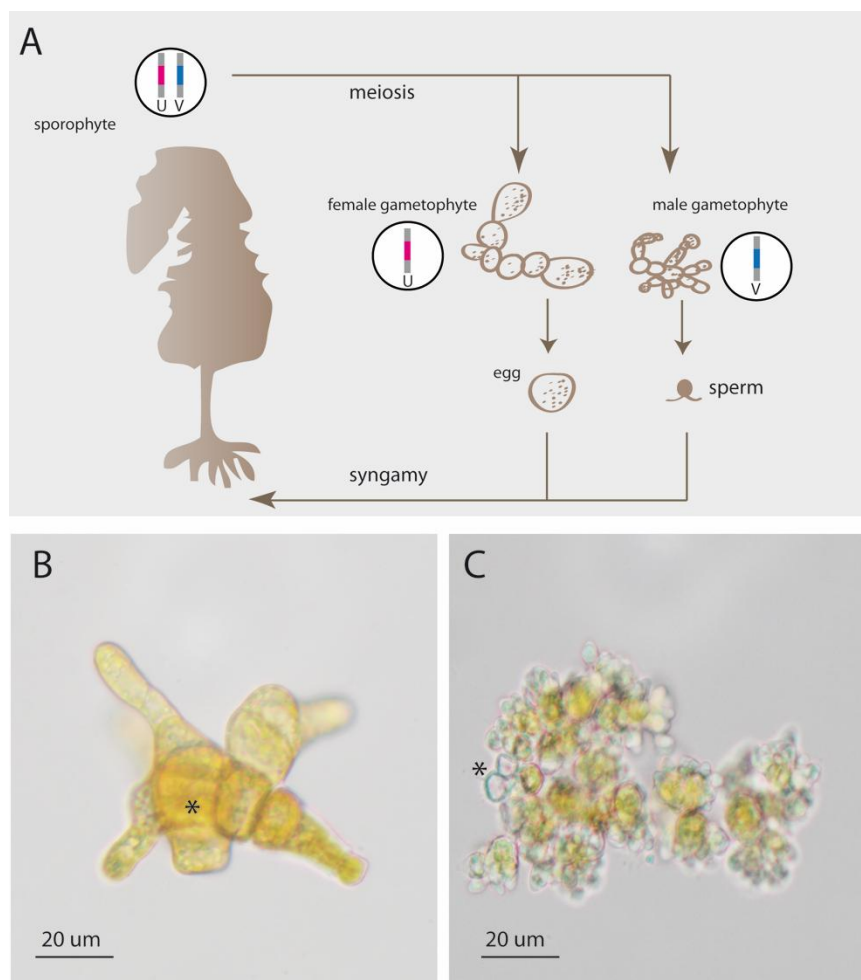 A
U V
sporophyte
meiosis
female gametophyte
U
male gametophyte
V
egg
sperm
syngamy
B
*
20 um
C
*
20 um